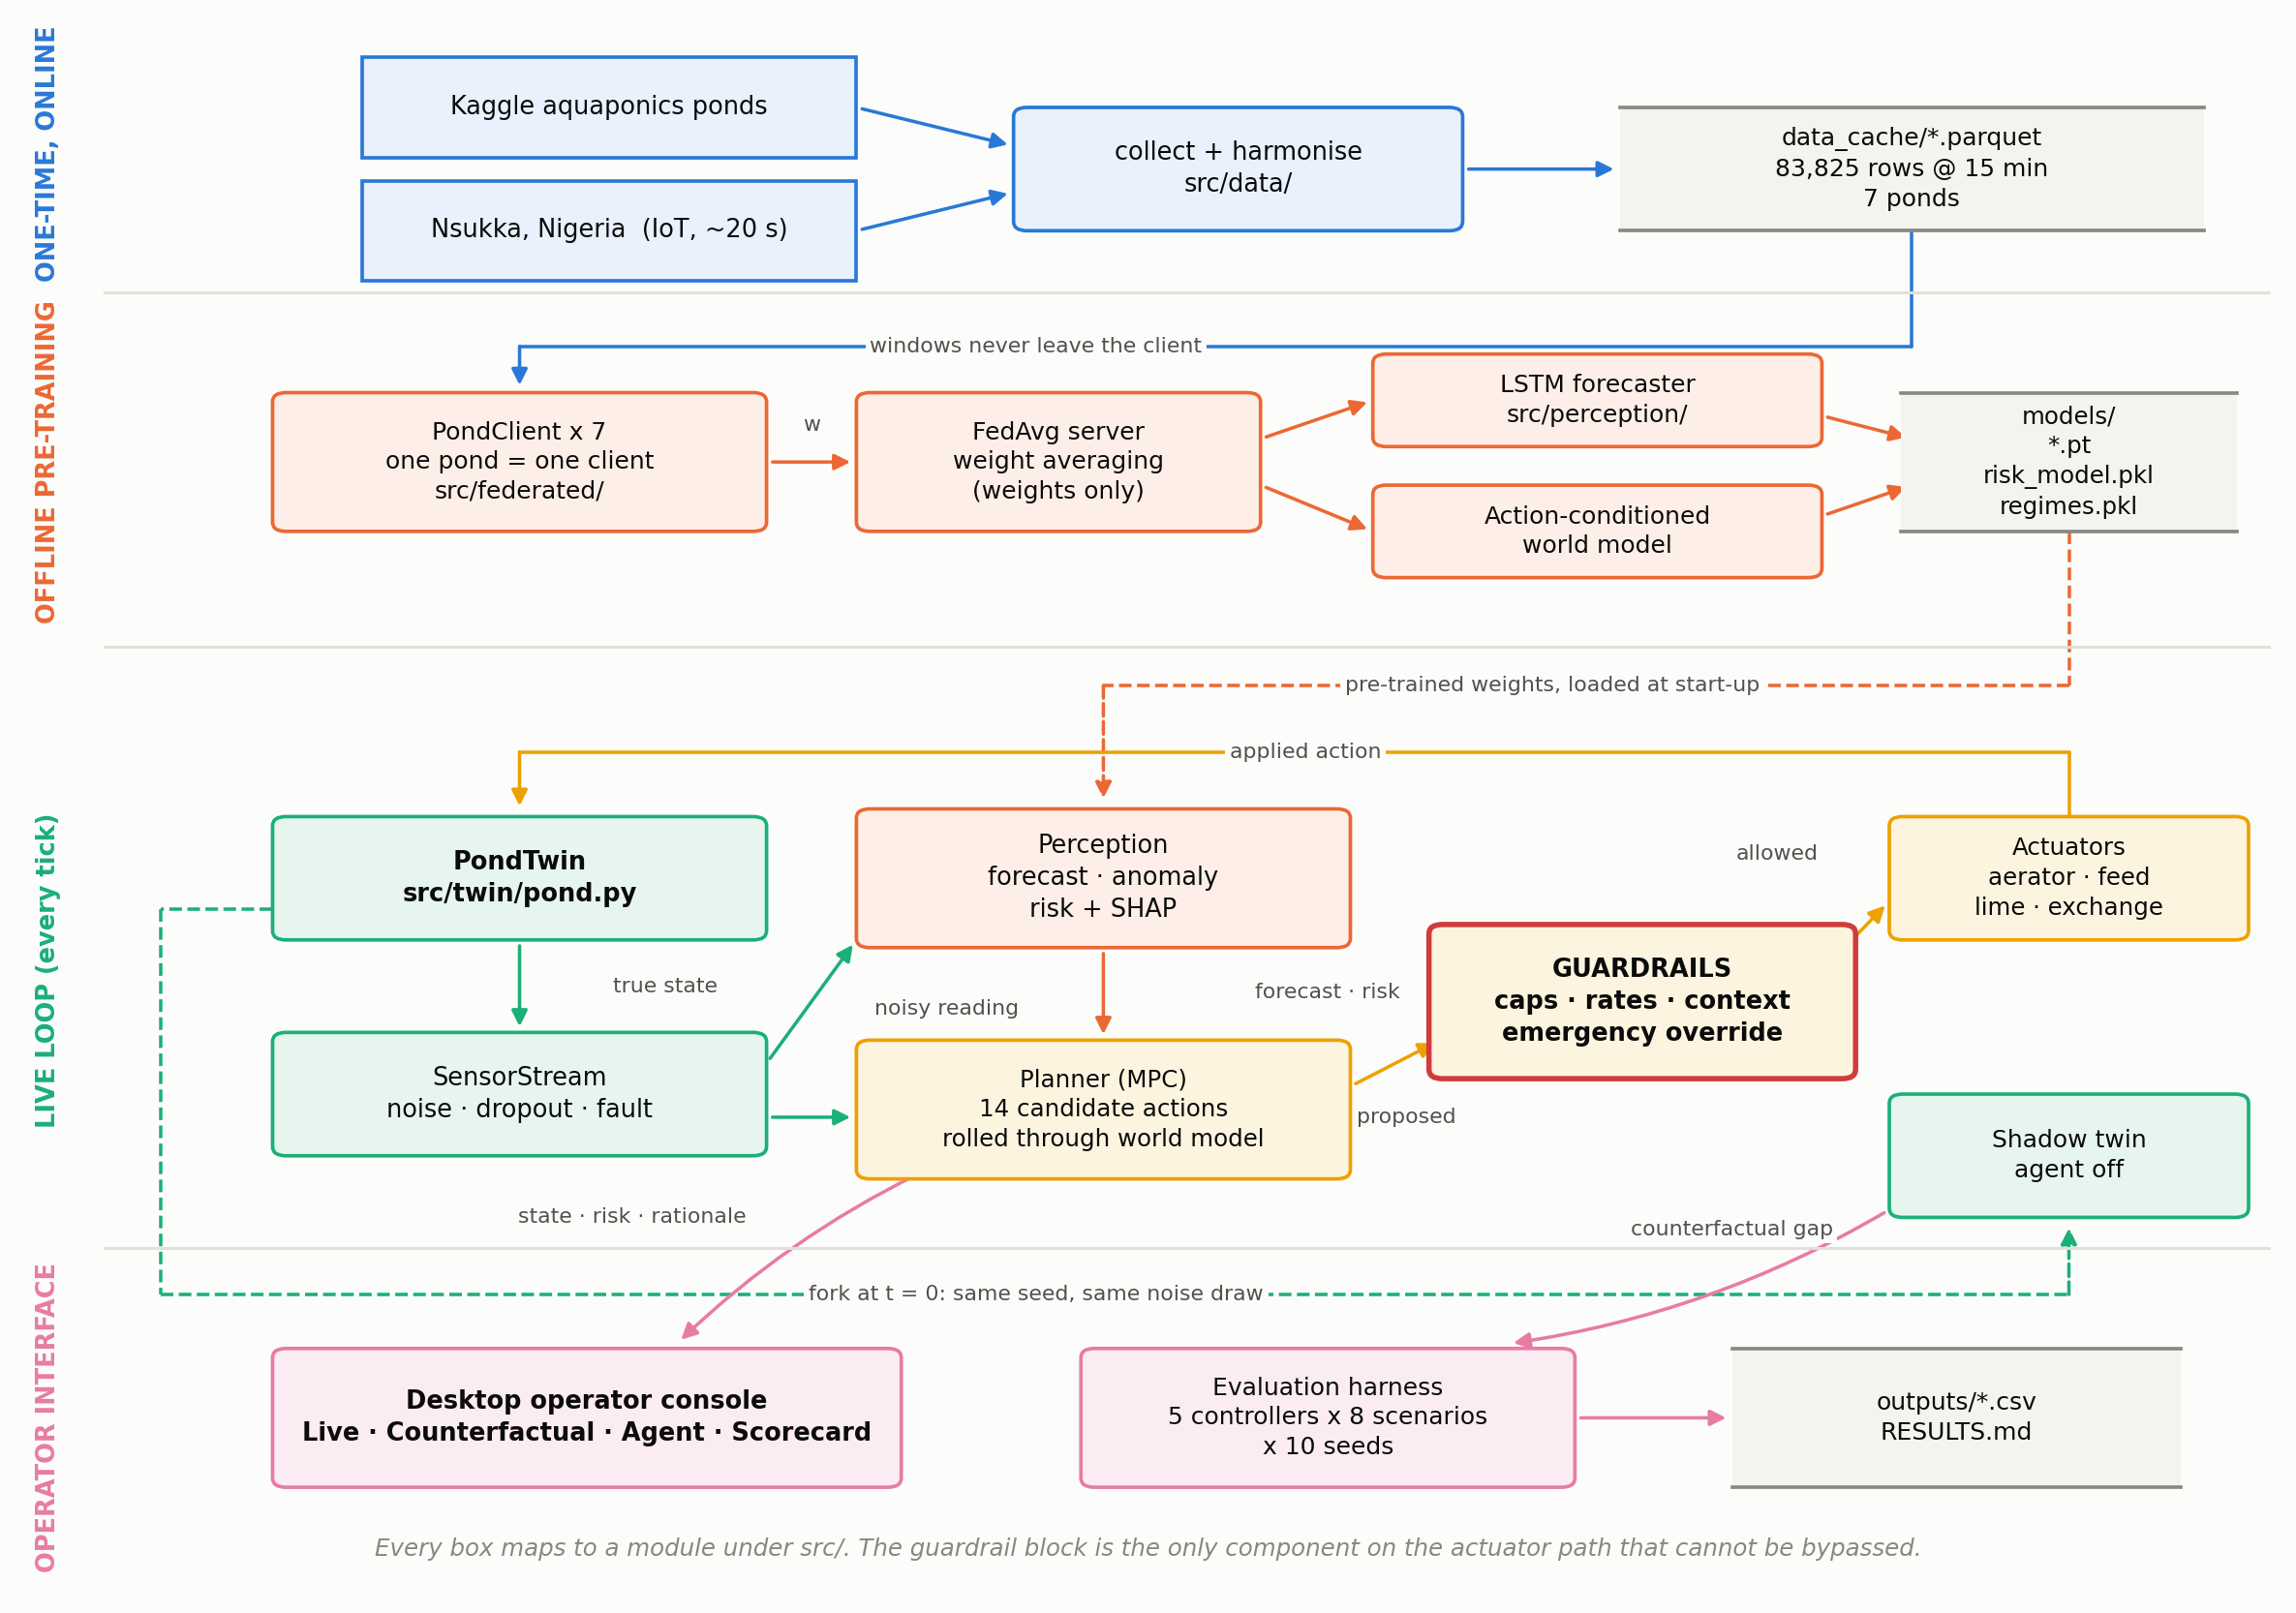 ONE-TIME, ONLINE
Kaggle aquaponics ponds
Nsukka, Nigeria  (IoT, ~20 s)
collect + harmonise
src/data/
data_cache/*.parquet
83,825 rows @ 15 min
7 ponds
OFFLINE PRE-TRAINING
windows never leave the client
PondClient x 7
one pond = one client
src/federated/
w
FedAvg server
weight averaging
(weights only)
LSTM forecaster
src/perception/
Action-conditioned
world model
models/
*.pt
risk_model.pkl
regimes.pkl
pre-trained weights, loaded at start-up
LIVE LOOP (every tick)
applied action
PondTwin
src/twin/pond.py
true state
SensorStream
noise · dropout · fault
noisy reading
Perception
forecast · anomaly
risk + SHAP
forecast · risk
Planner (MPC)
14 candidate actions
rolled through world model
proposed
GUARDRAILS
caps · rates · context
emergency override
allowed
Actuators
aerator · feed
lime · exchange
Shadow twin
agent off
state · risk · rationale
counterfactual gap
OPERATOR INTERFACE
fork at t = 0: same seed, same noise draw
Desktop operator console
Live · Counterfactual · Agent · Scorecard
Evaluation harness
5 controllers x 8 scenarios
x 10 seeds
outputs/*.csv
RESULTS.md
Every box maps to a module under src/. The guardrail block is the only component on the actuator path that cannot be bypassed.